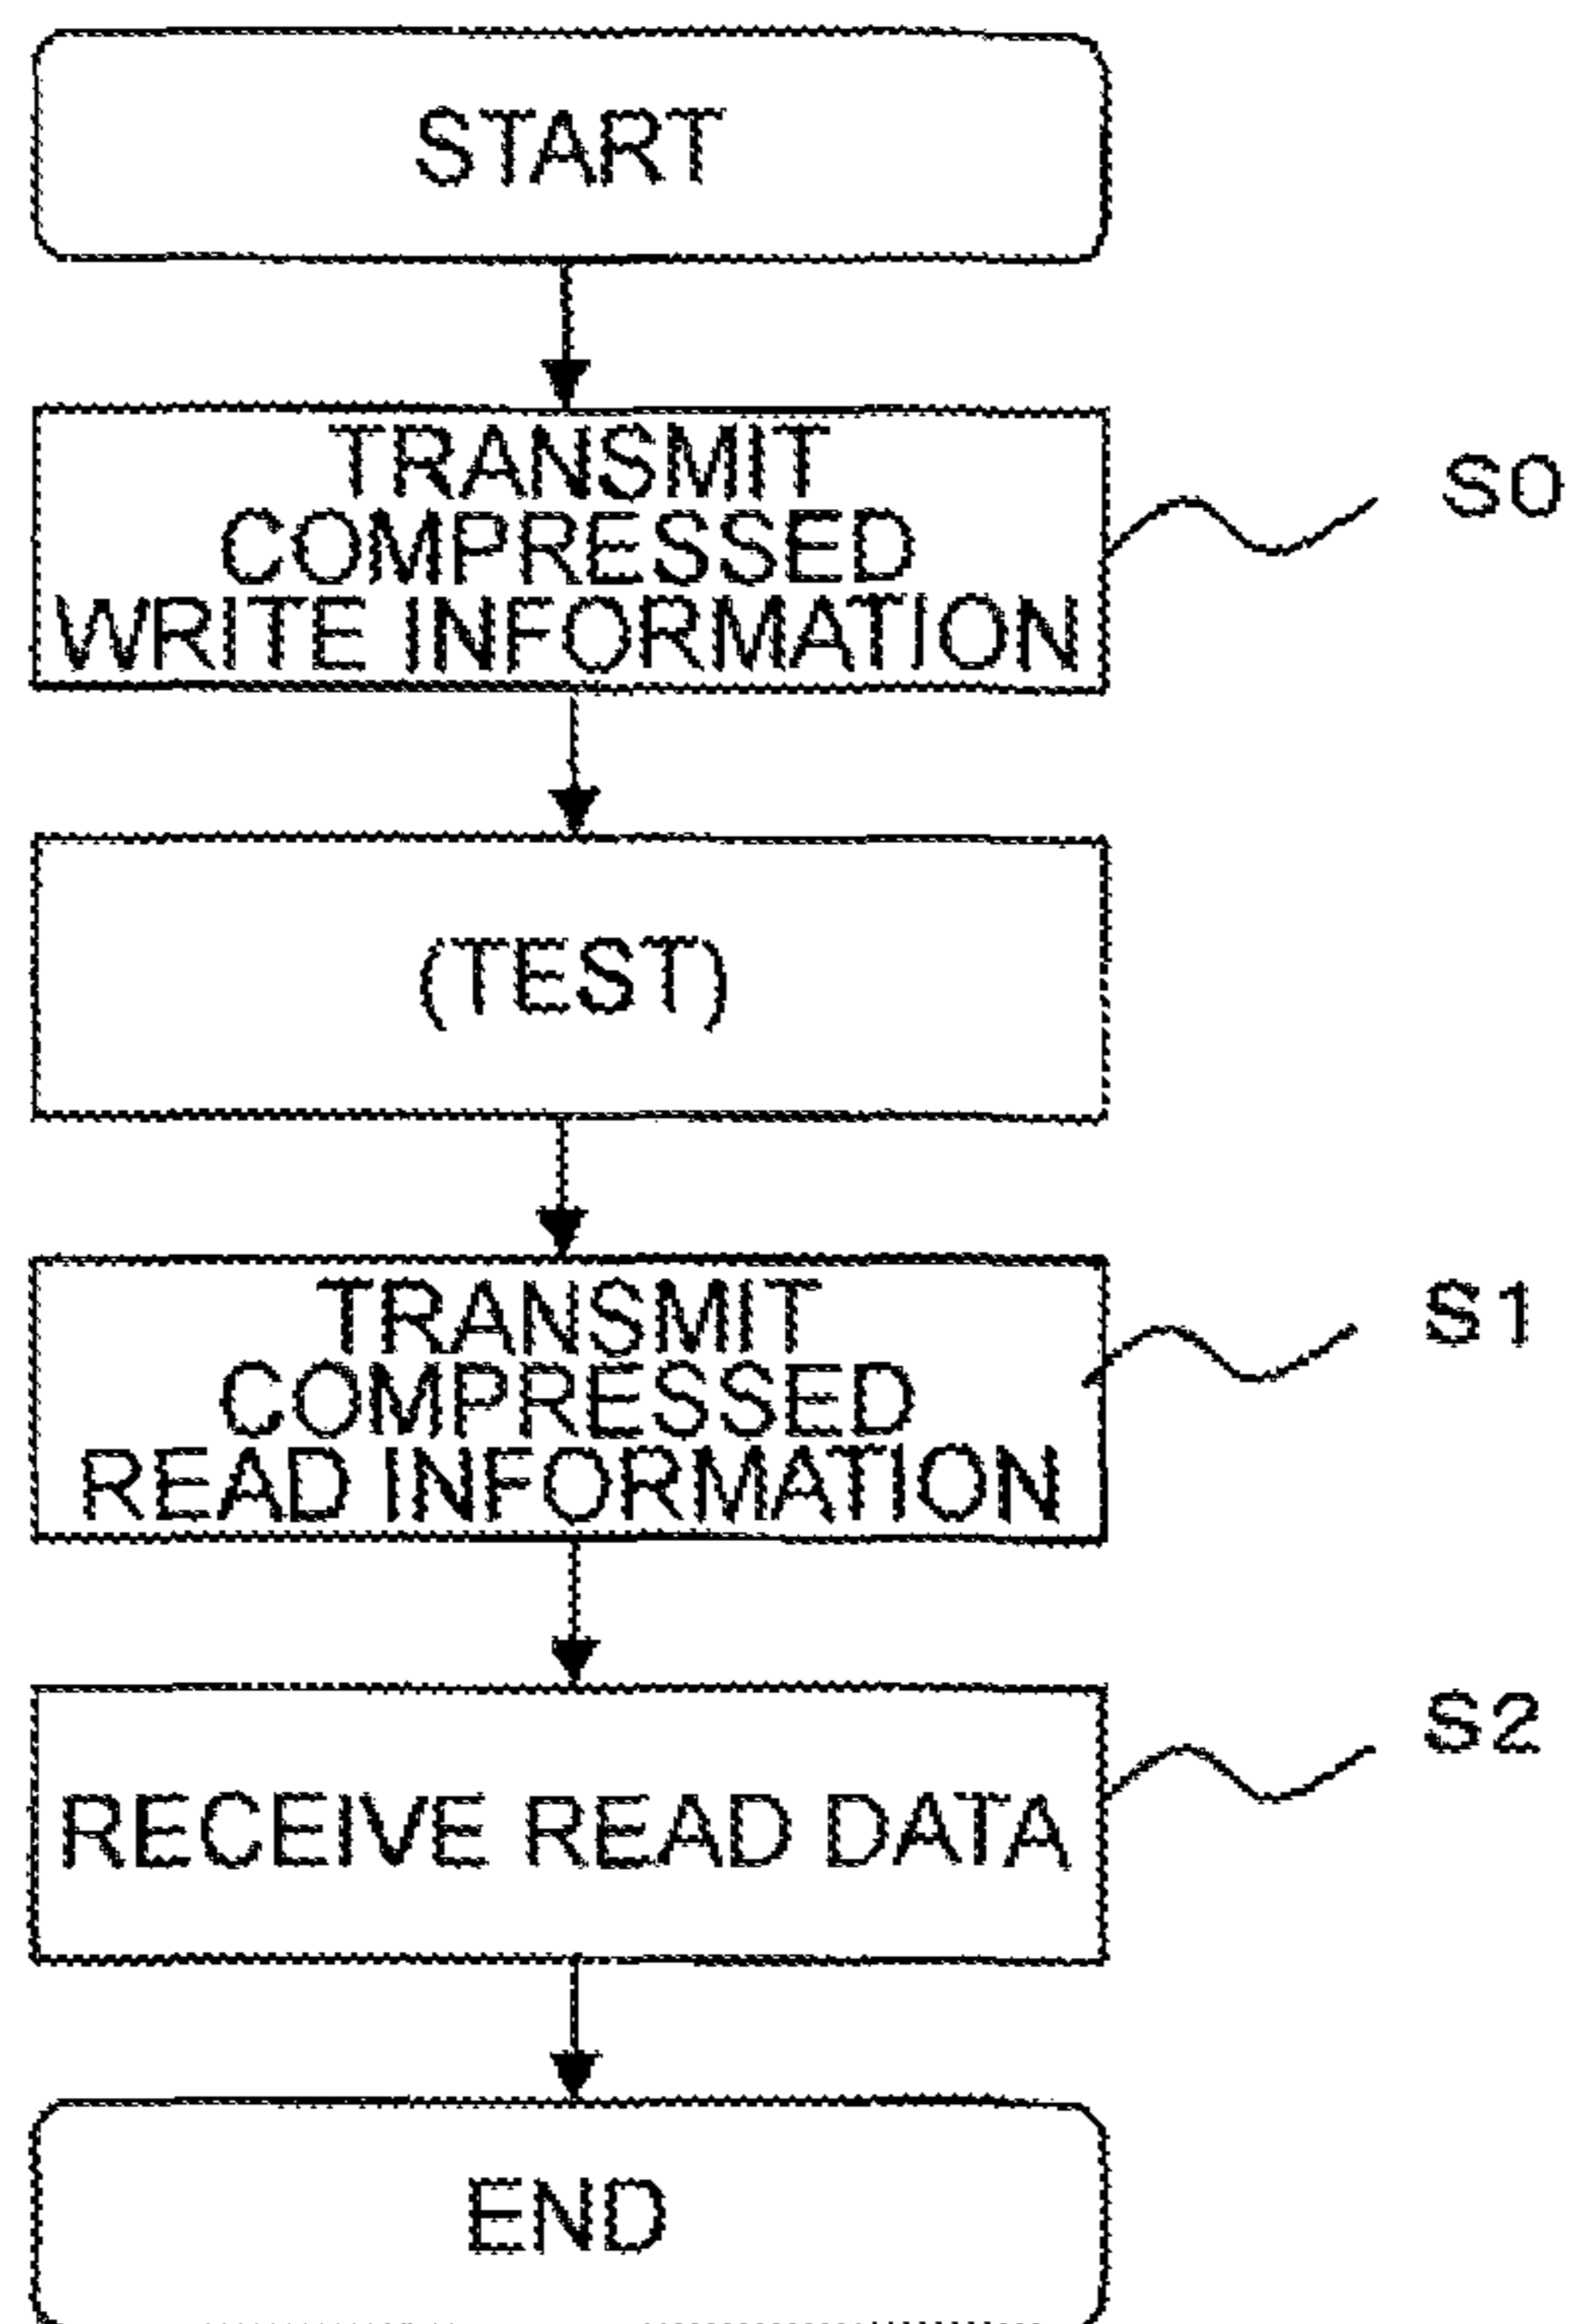 START
TRANSMIT
COMPRESSED
WRITE INFORMATION
S0
(TEST)
TRANSMIT
COMPRESSED
READ INFORMATION
S1
RECEIVE READ DATA
S2
END